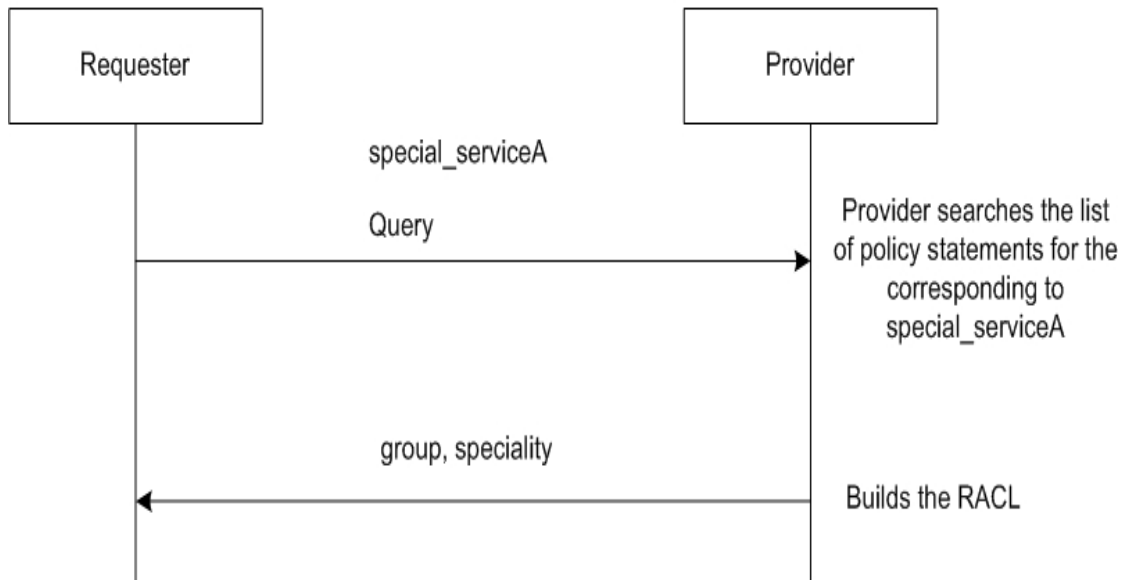 Requester
Provider
special_serviceA
Query
Provider searches the list
of policy statements for the
corresponding to
special_serviceA
group, speciality
Builds the RACL